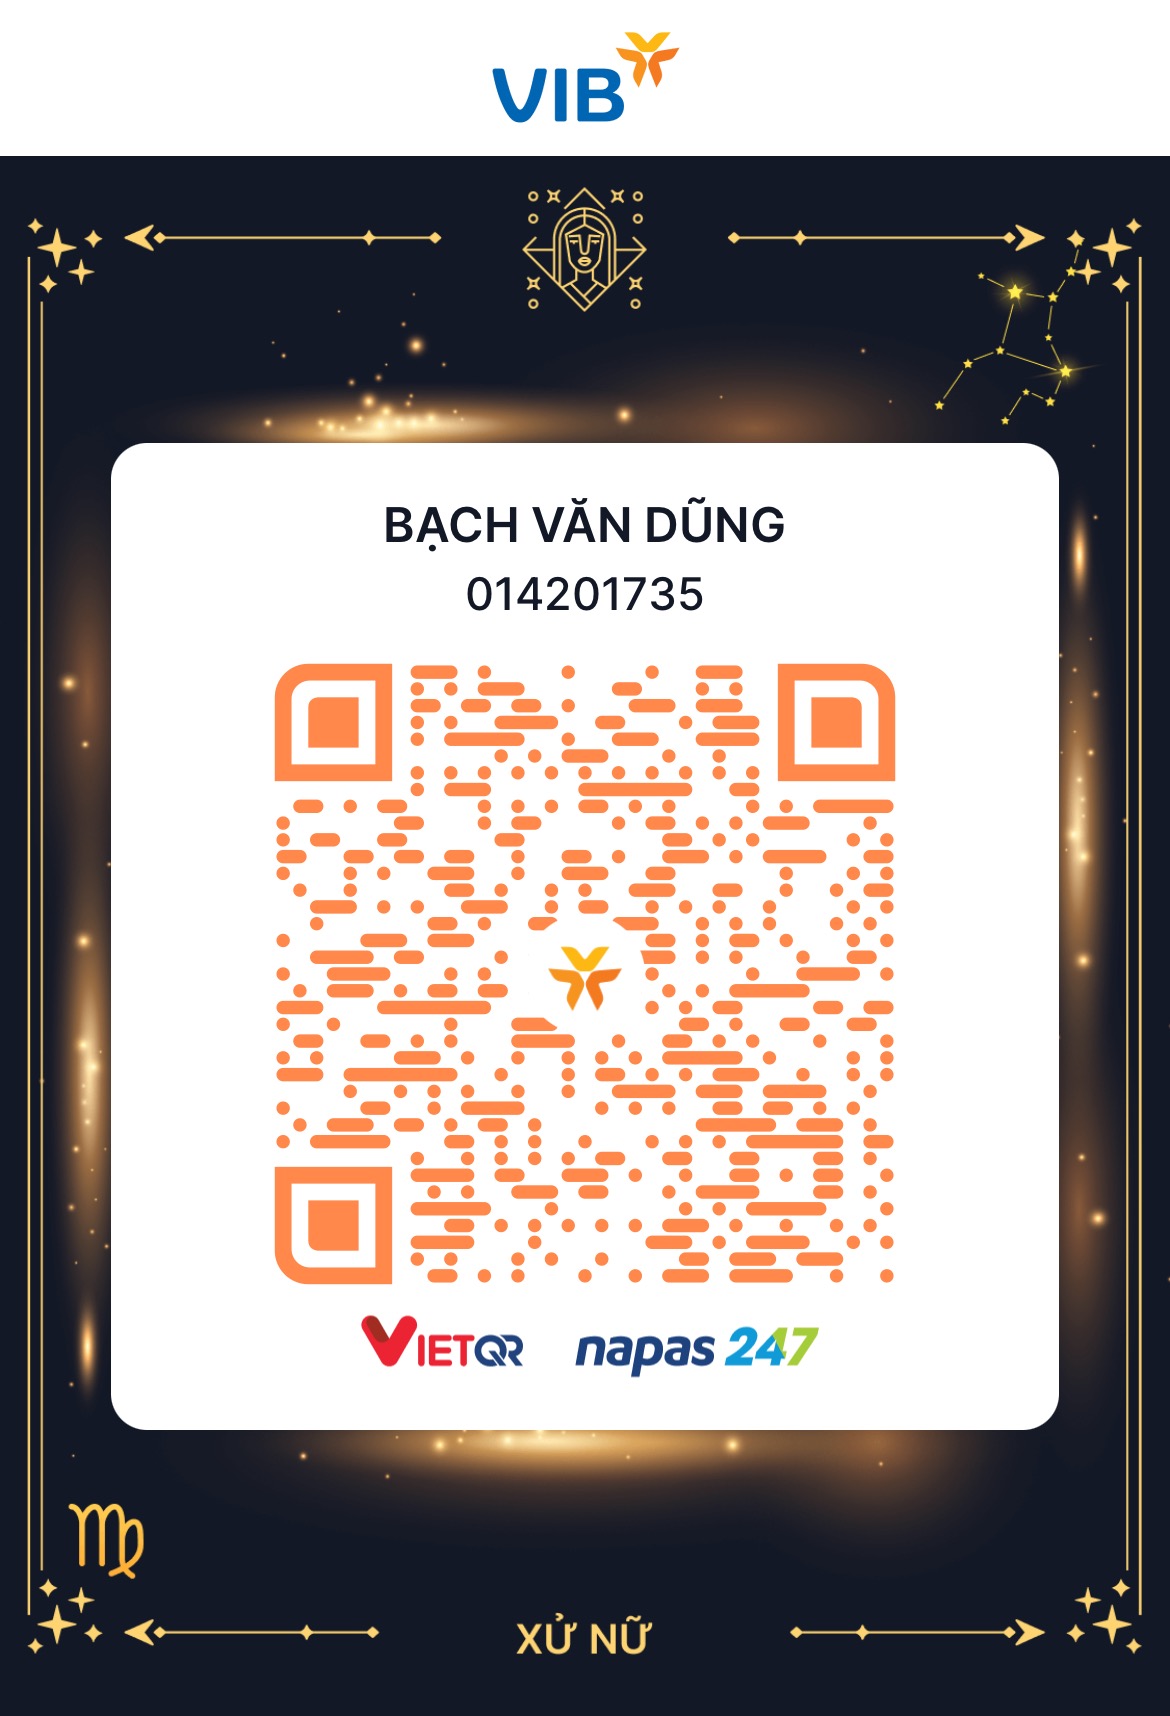 VIB
BẠCH VĂN DŨNG
014201735
VIETQR
napas 247
XỬ NỮ